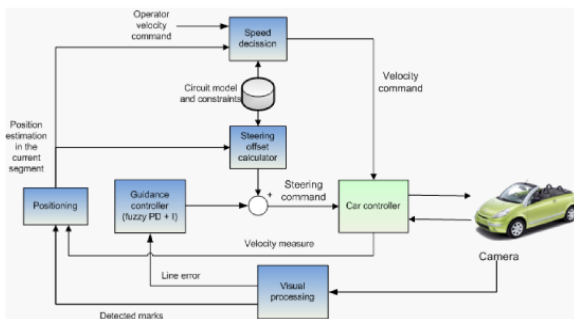 Operator
velocity
command
Speed
decission
Circuit model
and constraints
Velocity
command
Position
estimation
in the
current
segment
Steering
offset
calculator
Positioning
Guidance
controller
(fuzzy PD + I)
+
Steering
command
Car controller
Velocity measure
Camera
Line error
Visual
processing
Detected marks